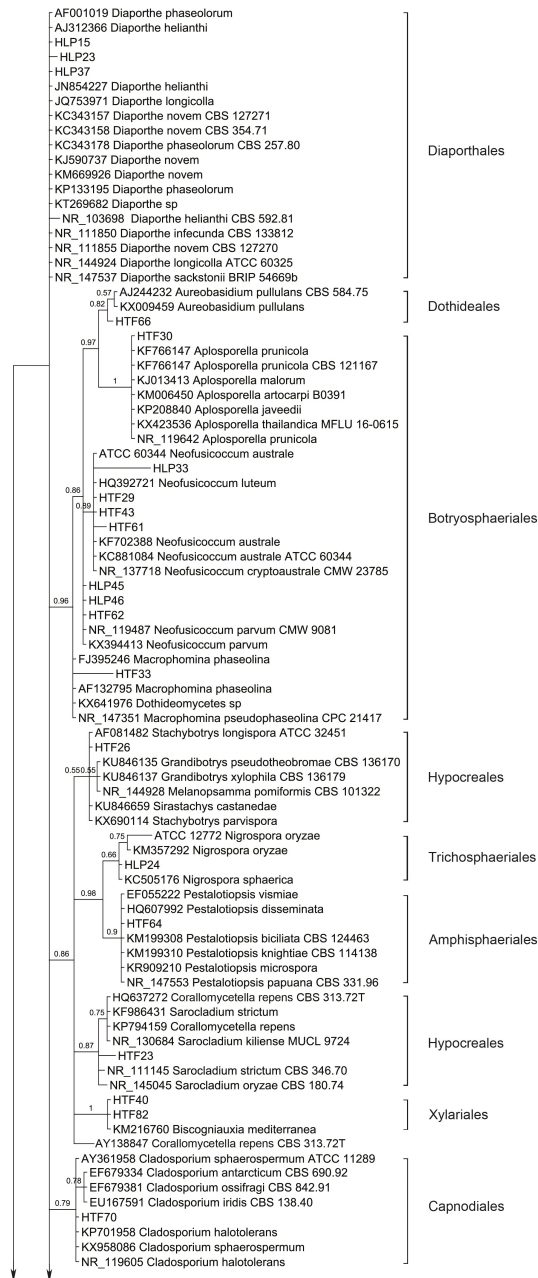 AF001019 Diaporthe phaseolorum
AJ312366 Diaporthe helianthi
HLP15
HLP23
HLP37
JN854227 Diaporthe helianthi
JQ753971 Diaporthe longicolla
KC343157 Diaporthe novem CBS 127271
KC343158 Diaporthe novem CBS 354.71
KC343178 Diaporthe phaseolorum CBS 257.80
KJ590737 Diaporthe novem
KM669926 Diaporthe novem
KP133195 Diaporthe phaseolorum
KT269682 Diaporthe sp
NR_103698 Diaporthe helianthi CBS 592.81
NR_111850 Diaporthe infecunda CBS 133812
NR_111855 Diaporthe novem CBS 127270
NR_144924 Diaporthe longicolla ATCC 60325
NR_147537 Diaporthe sackstonii BRIP 54669b
Diaporthales
0.57
AJ244232 Aureobasidium pullulans CBS 584.75
0.82
KX009459 Aureobasidium pullulans
HTF66
Dothideales
0.97
HTF30
KF766147 Aplosporella prunicola
KF766147 Aplosporella prunicola CBS 121167
1
KJ013413 Aplosporella malorum
KM006450 Aplosporella artocarpi B0391
KP208840 Aplosporella javeedii
KX423536 Aplosporella thailandica MFLU 16-0615
NR_119642 Aplosporella prunicola
ATCC 60344 Neofusicoccum australe
HLP33
0.86
HQ392721 Neofusicoccum luteum
HTF29
0.89
HTF43
HTF61
KF702388 Neofusicoccum australe
KC881084 Neofusicoccum australe ATCC 60344
NR_137718 Neofusicoccum cryptoaustrale CMW 23785
HLP45
0.96
HLP46
HTF62
NR_119487 Neofusicoccum parvum CMW 9081
KX394413 Neofusicoccum parvum
FJ395246 Macrophomina phaseolina
HTF33
AF132795 Macrophomina phaseolina
KX641976 Dothideomycetes sp
NR_147351 Macrophomina pseudophaseolina CPC 21417
Botryosphaeriales
AF081482 Stachybotrys longispora ATCC 32451
HTF26
KU846135 Grandibotrys pseudotheobromae CBS 136170
0.55
0.55
KU846137 Grandibotrys xylophila CBS 136179
NR_144928 Melanopsamma pomiformis CBS 101322
KU846659 Sirastachys castanedae
KX690114 Stachybotrys parvispora
Hypocreales
0.75
ATCC 12772 Nigrospora oryzae
0.66
KM357292 Nigrospora oryzae
HLP24
KC505176 Nigrospora sphaerica
Trichosphaeriales
0.98
EF055222 Pestalotiopsis vismiae
HQ607992 Pestalotiopsis disseminata
HTF64
0.9
KM199308 Pestalotiopsis biciliata CBS 124463
KM199310 Pestalotiopsis knightiae CBS 114138
KR909210 Pestalotiopsis microspora
NR_147553 Pestalotiopsis papuana CBS 331.96
Amphisphaeriales
0.86
HQ637272 Corallomycetella repens CBS 313.72T
0.75
KF986431 Sarocladium strictum
KP794159 Corallomycetella repens
NR_130684 Sarocladium kiliense MUCL 9724
0.87
HTF23
NR_111145 Sarocladium strictum CBS 346.70
NR_145045 Sarocladium oryzae CBS 180.74
Hypocreales
HTF40
1
HTF82
KM216760 Biscogniauxia mediterranea
Xylariales
AY138847 Corallomycetella repens CBS 313.72T
AY361958 Cladosporium sphaerospermum ATCC 11289
EF679334 Cladosporium antarcticum CBS 690.92
0.78
EF679381 Cladosporium ossifragi CBS 842.91
EU167591 Cladosporium iridis CBS 138.40
0.79
HTF70
KP701958 Cladosporium halotolerans
KX958086 Cladosporium sphaerospermum
NR_119605 Cladosporium halotolerans
Capnodiales